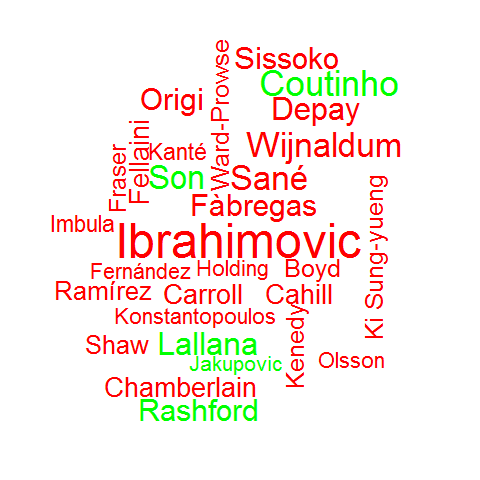 Sissoko
Coutinho
Origi
Depay
Ward-Prowse
Wijnaldum
Fellaini
Kanté
Fraser
Son
Sané
Fàbregas
Imbula
Ibrahimovic
Ki Sung-yueng
Fernández
Holding
Boyd
Ramírez
Carroll
Cahill
Konstantopoulos
Kenedy
Shaw
Lallana
Jakupovic
Olsson
Chamberlain
Rashford